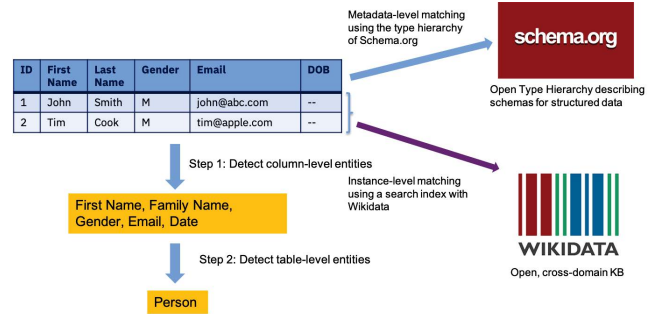 Metadata-level matching
using the type hierarchy
of Schema.org
schema.org
Open Type Hierarchy describing
schemas for structured data
ID First Name Last Name Gender Email DOB
1 John Smith M john@abc.com --
2 Tim Cook M tim@apple.com --
Step 1: Detect column-level entities
First Name, Family Name,
Gender, Email, Date
Step 2: Detect table-level entities
Person
Instance-level matching
using a search index with
Wikidata
WIKIDATA
Open, cross-domain KB